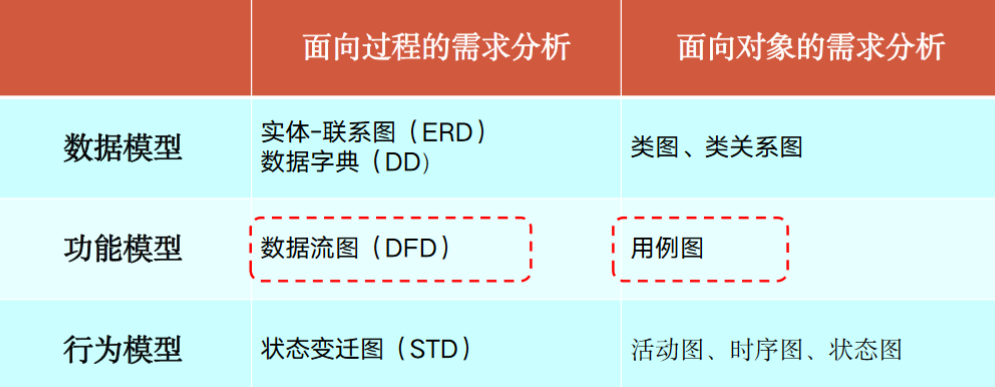 面向过程的需求分析
面向对象的需求分析
数据模型
实体-联系图（ERD）
数据字典（DD）
类图、类关系图
功能模型
数据流图（DFD）
用例图
行为模型
状态变迁图（STD）
活动图、时序图、状态图